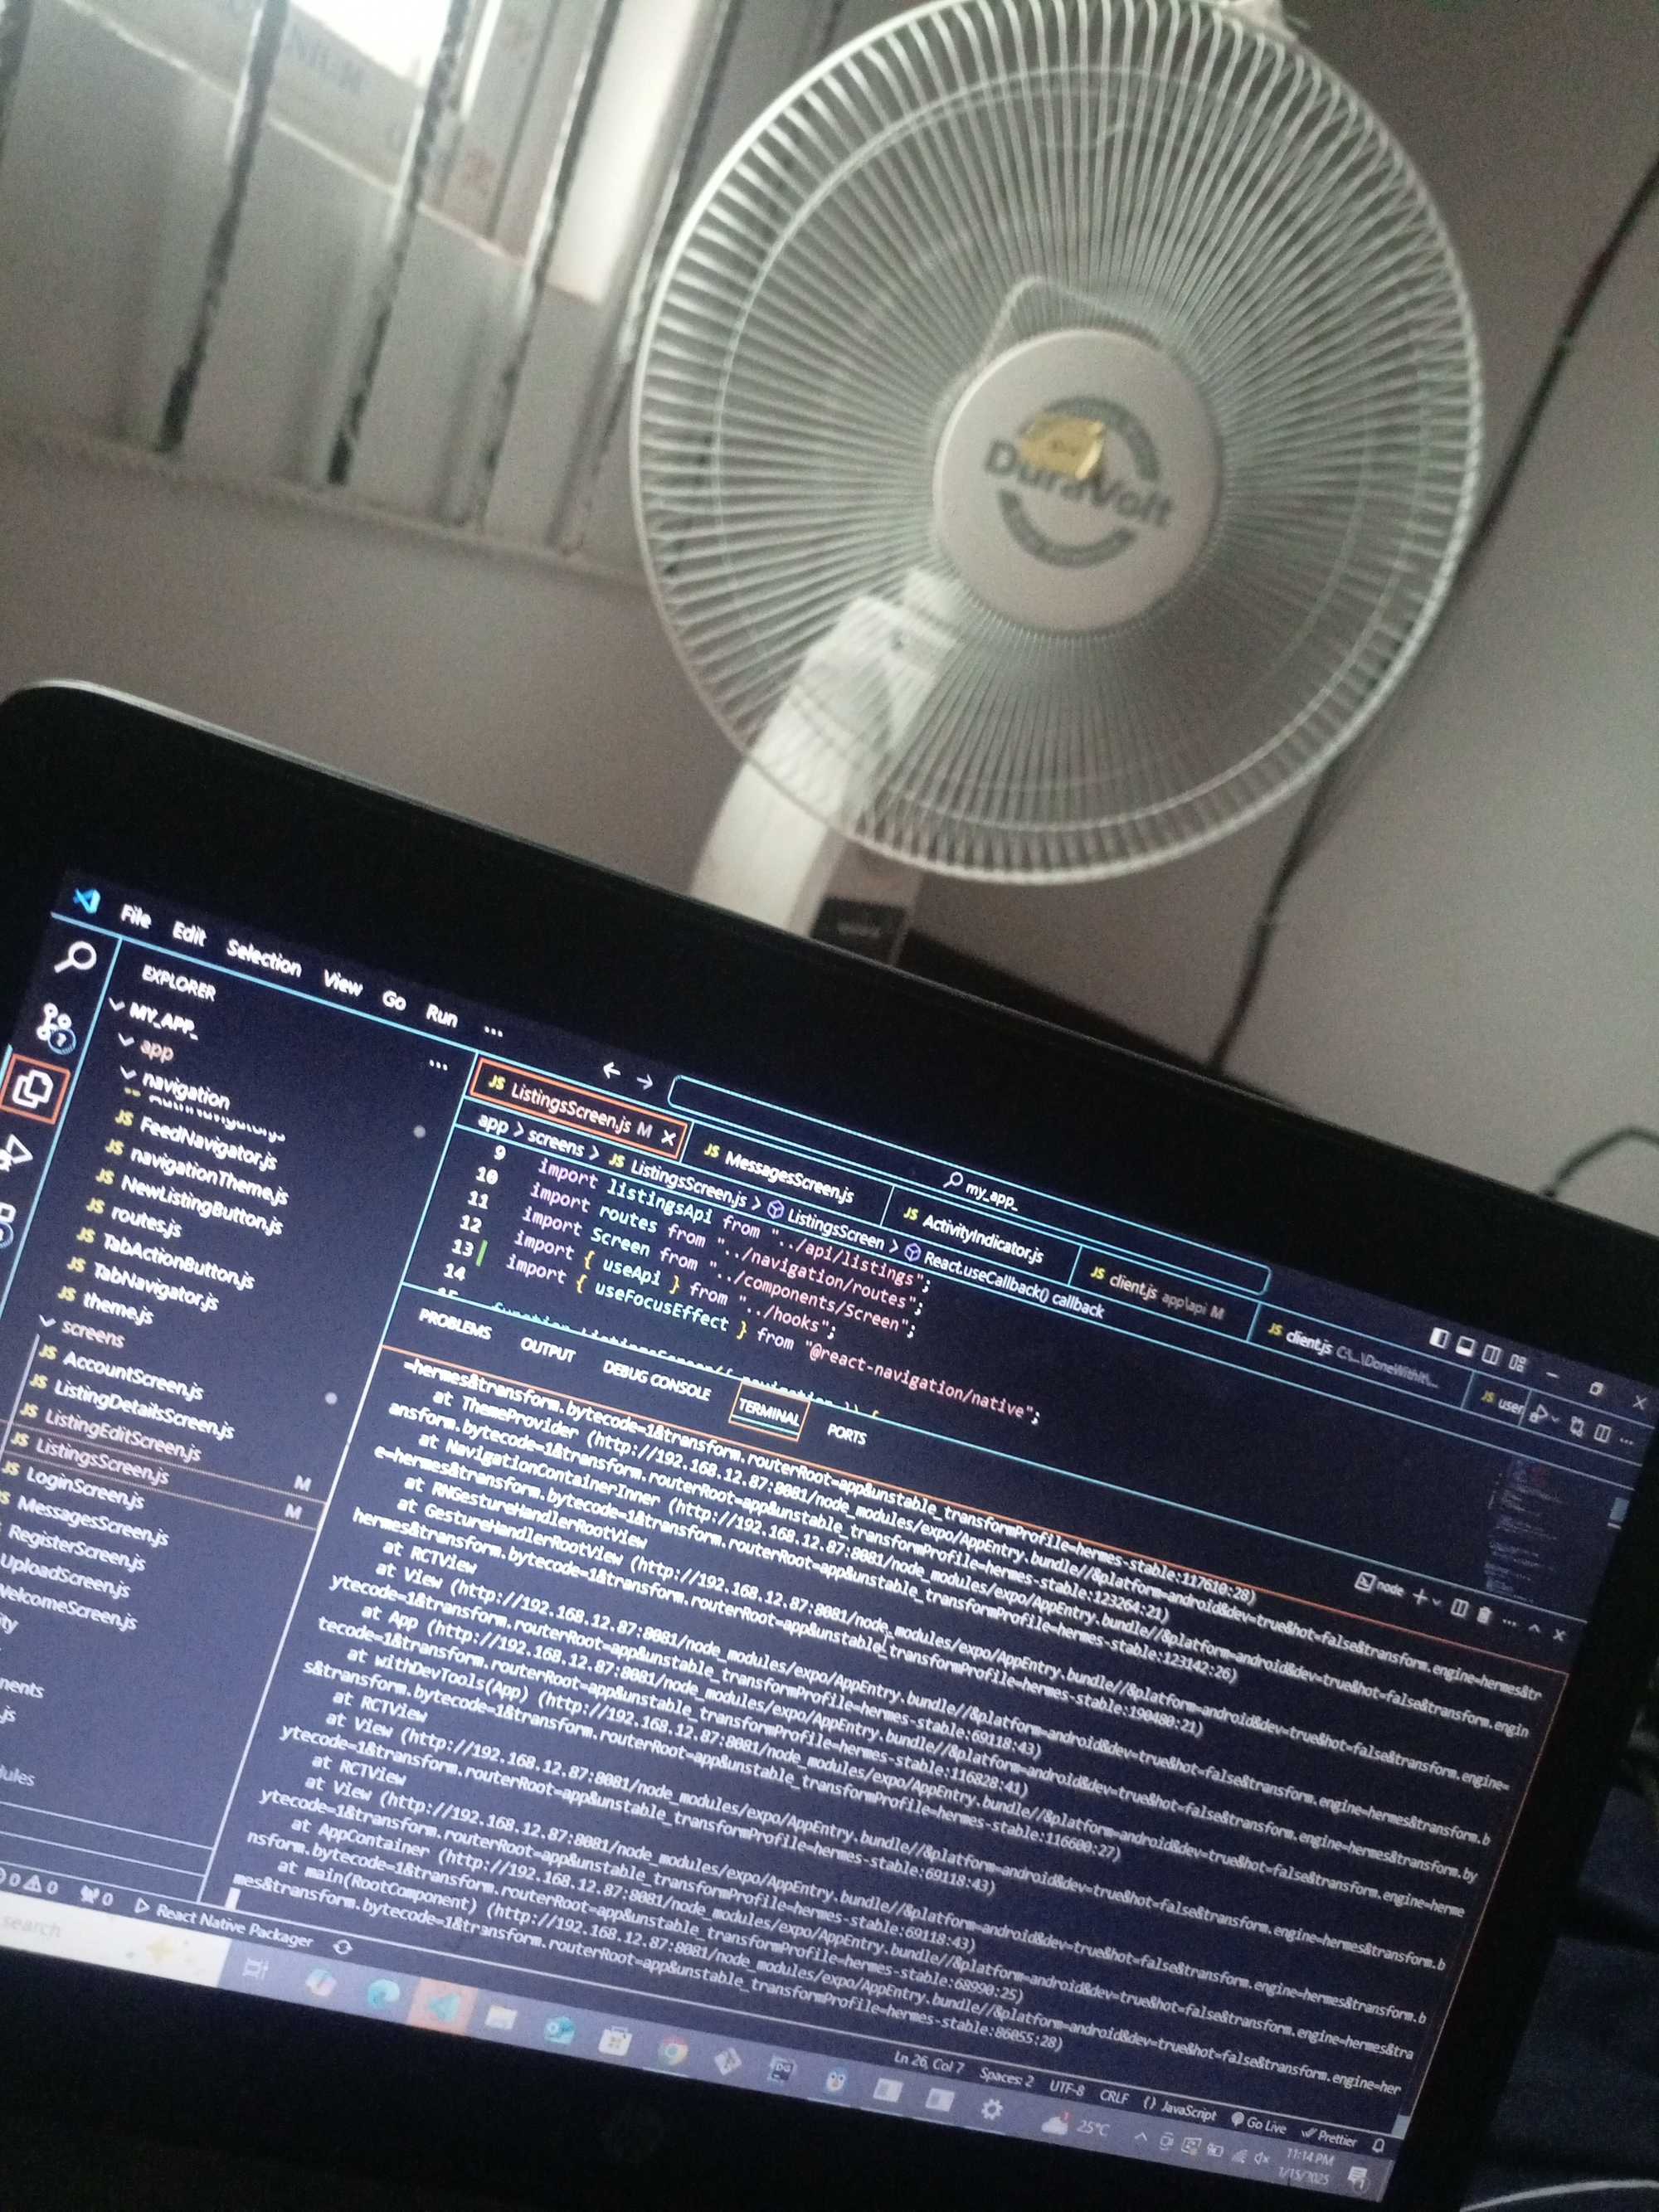 DuraVolt
File Edit Selection View Go Run ...
my_app_
EXPLORER
MY_APP_
app
navigation
FeedNavigator.js
navigationTheme.js
NewListingButton.js
routes.js
TabActionButton.js
TabNavigator.js
theme.js
screens
AccountScreen.js
ListingDetailsScreen.js
ListingEditScreen.js M
ListingsScreen.js M
LoginScreen.js
MessagesScreen.js
RegisterScreen.js
UploadScreen.js
WelcomeScreen.js
ListingsScreen.js M
MessagesScreen.js
ActivityIndicator.js
client.js app\api M
client.js C:\...\DoneWithIt\...
user
app > screens > JS ListingsScreen.js > ListingsScreen > React.useCallback() callback
9 import listingsApi from "../api/listings";
10 import routes from "../navigation/routes";
11 import Screen from "../components/Screen";
12 import { useApi } from "../hooks";
13 import { useFocusEffect } from "@react-navigation/native";
14
PROBLEMS OUTPUT DEBUG CONSOLE TERMINAL PORTS
node
=hermes&transform.bytecode=1&transform.routerRoot=app&unstable_transformProfile=hermes-stable:117610:28)
at ThemeProvider (http://192.168.12.87:8081/node_modules/expo/AppEntry.bundle//&platform=android&dev=true&hot=false&transform.engine=hermes&tr
ansform.bytecode=1&transform.routerRoot=app&unstable_transformProfile=hermes-stable:123264:21)
at NavigationContainerInner (http://192.168.12.87:8081/node_modules/expo/AppEntry.bundle//&platform=android&dev=true&hot=false&transform.engin
e=hermes&transform.bytecode=1&transform.routerRoot=app&unstable_transformProfile=hermes-stable:123142:26)
at RNGestureHandlerRootView
at GestureHandlerRootView (http://192.168.12.87:8081/node_modules/expo/AppEntry.bundle//&platform=android&dev=true&hot=false&transform.engine=
hermes&transform.bytecode=1&transform.routerRoot=app&unstable_transformProfile=hermes-stable:190480:21)
at RCTView
at View (http://192.168.12.87:8081/node_modules/expo/AppEntry.bundle//&platform=android&dev=true&hot=false&transform.engine=hermes&transform.b
ytecode=1&transform.routerRoot=app&unstable_transformProfile=hermes-stable:69118:43)
at App (http://192.168.12.87:8081/node_modules/expo/AppEntry.bundle//&platform=android&dev=true&hot=false&transform.engine=hermes&transform.by
tecode=1&transform.routerRoot=app&unstable_transformProfile=hermes-stable:116828:41)
at withDevTools(App) (http://192.168.12.87:8081/node_modules/expo/AppEntry.bundle//&platform=android&dev=true&hot=false&transform.engine=herme
s&transform.bytecode=1&transform.routerRoot=app&unstable_transformProfile=hermes-stable:116600:27)
at RCTView
at View (http://192.168.12.87:8081/node_modules/expo/AppEntry.bundle//&platform=android&dev=true&hot=false&transform.engine=hermes&transform.b
ytecode=1&transform.routerRoot=app&unstable_transformProfile=hermes-stable:69118:43)
at RCTView
at View (http://192.168.12.87:8081/node_modules/expo/AppEntry.bundle//&platform=android&dev=true&hot=false&transform.engine=hermes&transform.b
ytecode=1&transform.routerRoot=app&unstable_transformProfile=hermes-stable:69118:43)
at AppContainer (http://192.168.12.87:8081/node_modules/expo/AppEntry.bundle//&platform=android&dev=true&hot=false&transform.engine=hermes&tra
nsform.bytecode=1&transform.routerRoot=app&unstable_transformProfile=hermes-stable:68990:25)
at main(RootComponent) (http://192.168.12.87:8081/node_modules/expo/AppEntry.bundle//&platform=android&dev=true&hot=false&transform.engine=her
mes&transform.bytecode=1&transform.routerRoot=app&unstable_transformProfile=hermes-stable:86055:28)
0 0 0 React Native Packager
Ln 26, Col 7 Spaces: 2 UTF-8 CRLF {} JavaScript Go Live Prettier
search
25°C
11:14 PM
1/15/2025